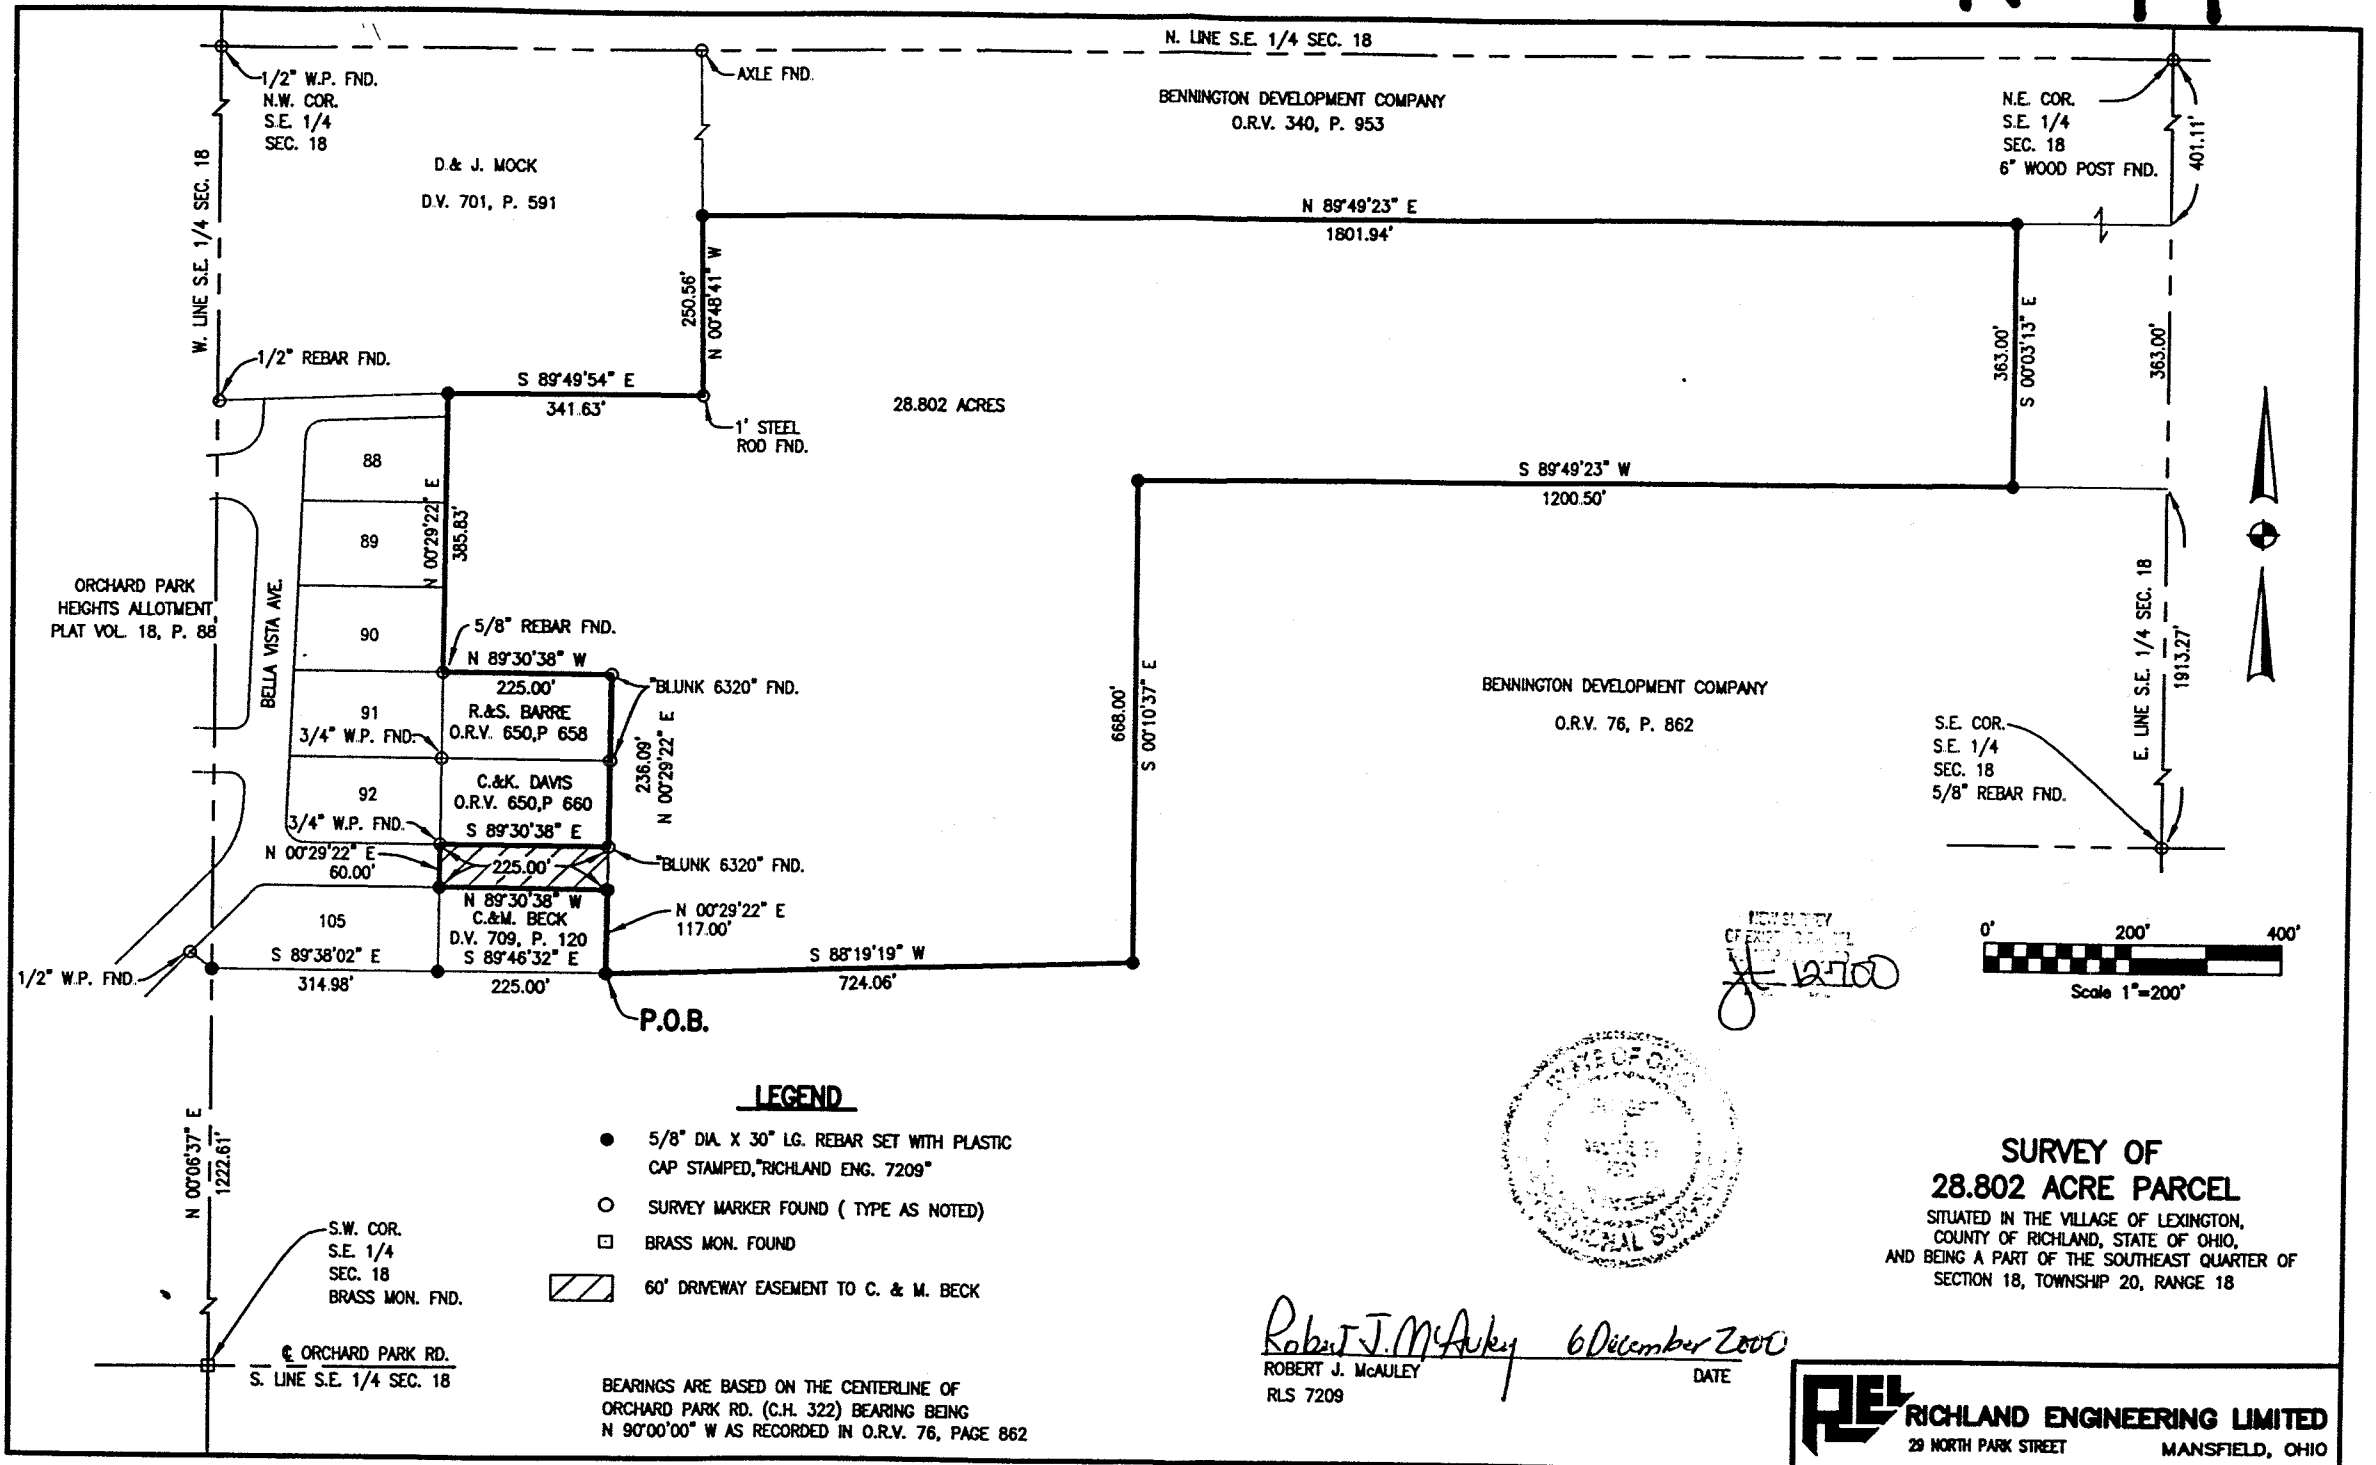 N. LINE S.E. 1/4 SEC. 18
1/2" W.P. FND.
N.W. COR.
S.E. 1/4
SEC. 18
AXLE FND.
BENNINGTON DEVELOPMENT COMPANY
O.R.V. 340, P. 953
N.E. COR.
S.E. 1/4
SEC. 18
6" WOOD POST FND.
401.11'
W. LINE S.E. 1/4 SEC. 18
D.& J. MOCK
D.V. 701, P. 591
N 89°49'23" E
1801.94'
250.56'
N 00°48'41" W
363.00'
S 00°03'13" E
363.00'
1/2" REBAR FND.
S 89°49'54" E
341.63'
28.802 ACRES
1' STEEL
ROD FND.
88
89
90
91
92
105
N 00°29'22" E
385.83'
S 89°49'23" W
1200.50'
ORCHARD PARK
HEIGHTS ALLOTMENT
PLAT VOL. 18, P. 88
BELLA VISTA AVE.
5/8" REBAR FND.
N 89°30'38" W
225.00'
"BLUNK 6320" FND.
R.&S. BARRE
O.R.V. 650,P 658
3/4" W.P. FND.
236.09'
N 00°29'22" E
C.&K. DAVIS
O.R.V. 650,P 660
3/4" W.P. FND.
S 89°30'38" E
N 00°29'22" E
60.00'
225.00'
"BLUNK 6320" FND.
N 89°30'38" W
C.&M. BECK
D.V. 709, P. 120
S 89°46'32" E
225.00'
N 00°29'22" E
117.00'
668.00'
S 00°10'37" E
BENNINGTON DEVELOPMENT COMPANY
O.R.V. 76, P. 862
E. LINE S.E. 1/4 SEC. 18
1913.27'
S.E. COR.
S.E. 1/4
SEC. 18
5/8" REBAR FND.
S 89°38'02" E
314.98'
1/2" W.P. FND.
S 88°19'19" W
724.06'
P.O.B.
NEW SURVEY
12-7-00
0' 200' 400'
Scale 1"=200'
LEGEND
5/8" DIA. X 30" LG. REBAR SET WITH PLASTIC
CAP STAMPED,"RICHLAND ENG. 7209"
SURVEY MARKER FOUND ( TYPE AS NOTED)
BRASS MON. FOUND
60' DRIVEWAY EASEMENT TO C. & M. BECK
N 00°06'37" E
1222.61'
S.W. COR.
S.E. 1/4
SEC. 18
BRASS MON. FND.
℄ ORCHARD PARK RD.
S. LINE S.E. 1/4 SEC. 18
BEARINGS ARE BASED ON THE CENTERLINE OF
ORCHARD PARK RD. (C.H. 322) BEARING BEING
N 90°00'00" W AS RECORDED IN O.R.V. 76, PAGE 862
SURVEY OF
28.802 ACRE PARCEL
SITUATED IN THE VILLAGE OF LEXINGTON,
COUNTY OF RICHLAND, STATE OF OHIO,
AND BEING A PART OF THE SOUTHEAST QUARTER OF
SECTION 18, TOWNSHIP 20, RANGE 18
Robert J. McAuley 6 December 2000
ROBERT J. McAULEY DATE
RLS 7209
REL
RICHLAND ENGINEERING LIMITED
29 NORTH PARK STREET MANSFIELD, OHIO